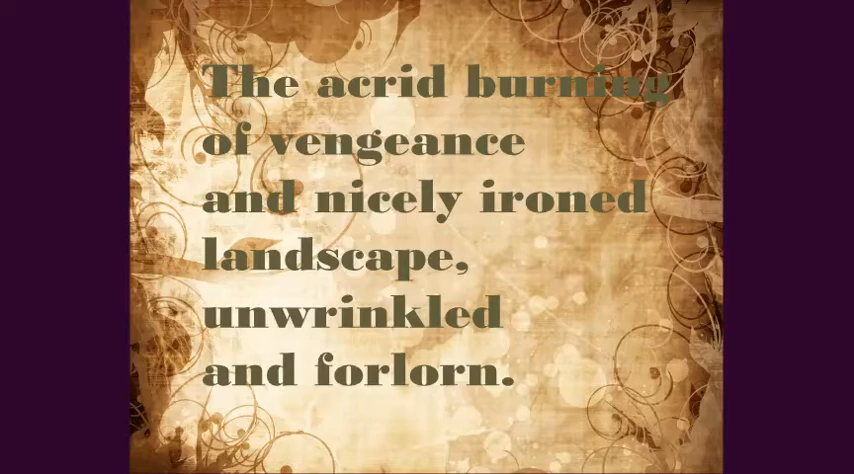 The acrid burning
of vengeance
and nicely ironed
landscape,
unwrinkled
and forlorn.